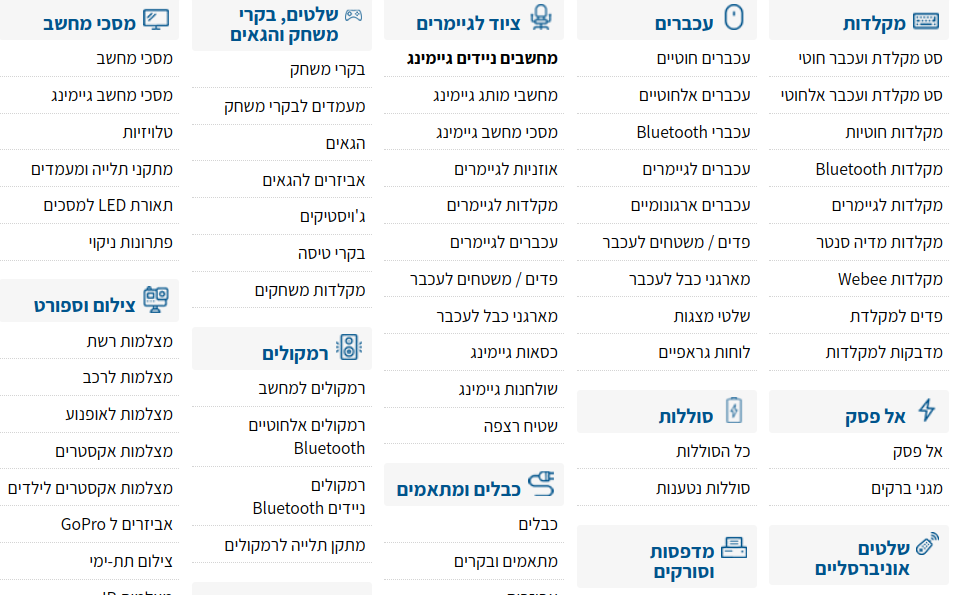 מקלדות
סט מקלדת ועכבר חוטי
סט מקלדת ועכבר אלחוטי
מקלדות חוטיות
מקלדות Bluetooth
מקלדות לגיימרים
מקלדות מדיה סנטר
מקלדות Webee
פדים למקלדת
מדבקות למקלדות
אל פסק
אל פסק
מגני ברקים
שלטים
אוניברסליים
עכברים
עכברים חוטיים
עכברים אלחוטיים
עכברי Bluetooth
עכברים לגיימרים
עכברים ארגונומיים
פדים / משטחים לעכבר
מארגני כבל לעכבר
שלטי מצגות
לוחות גראפיים
סוללות
כל הסוללות
סוללות נטענות
מדפסות
וסורקים
ציוד לגיימרים
מחשבים ניידים גיימינג
מחשבי מותג גיימינג
מסכי מחשב גיימינג
אוזניות לגיימרים
מקלדות לגיימרים
עכברים לגיימרים
פדים / משטחים לעכבר
מארגני כבל לעכבר
כסאות גיימינג
שולחנות גיימינג
שטיח רצפה
כבלים ומתאמים
כבלים
מתאמים ובקרים
שלטים, בקרי
משחק והגאים
בקרי משחק
מעמדים לבקרי משחק
הגאים
אביזרים להגאים
ג'ויסטיקים
בקרי טיסה
מקלדות משחקים
רמקולים
רמקולים למחשב
רמקולים אלחוטיים
Bluetooth
רמקולים
ניידים Bluetooth
מתקן תלייה לרמקולים
מסכי מחשב
מסכי מחשב
מסכי מחשב גיימינג
טלויזיות
מתקני תלייה ומעמדים
תאורת LED למסכים
פתרונות ניקוי
צילום וספורט
מצלמות רשת
מצלמות לרכב
מצלמות לאופנוע
מצלמות אקסטרים
מצלמות אקסטרים לילדים
אביזרים ל GoPro
צילום תת-ימי